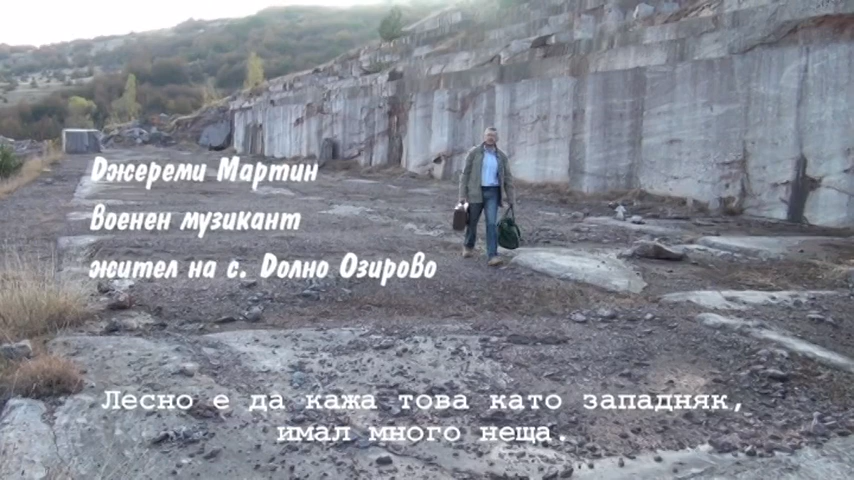 Джереми Мартин
военен музикант
жител на с. Долно Озирово
Лесно е да кажа това като западняк,
имал много неща.